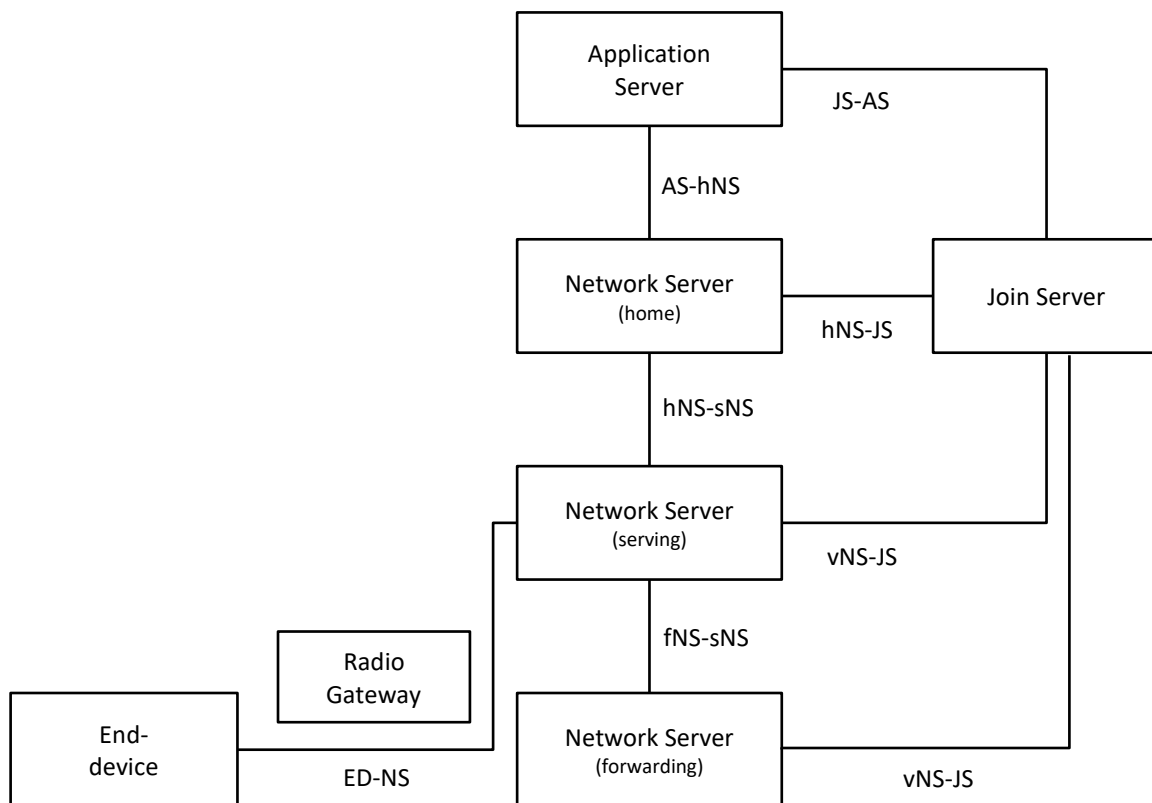 Application
Server
JS-AS
AS-hNS
Network Server
(home)
hNS-JS
Join Server
hNS-sNS
Network Server
(serving)
vNS-JS
fNS-sNS
Radio
Gateway
End-
device
ED-NS
Network Server
(forwarding)
vNS-JS